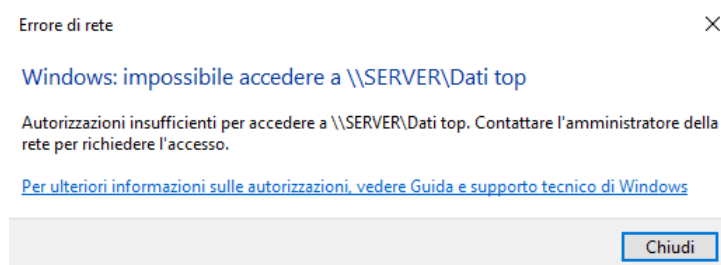 Errore di rete
Windows: impossibile accedere a \\SERVER\Dati top
Autorizzazioni insufficienti per accedere a \\SERVER\Dati top. Contattare l'amministratore della
rete per richiedere l'accesso.
Per ulteriori informazioni sulle autorizzazioni, vedere Guida e supporto tecnico di Windows
Chiudi